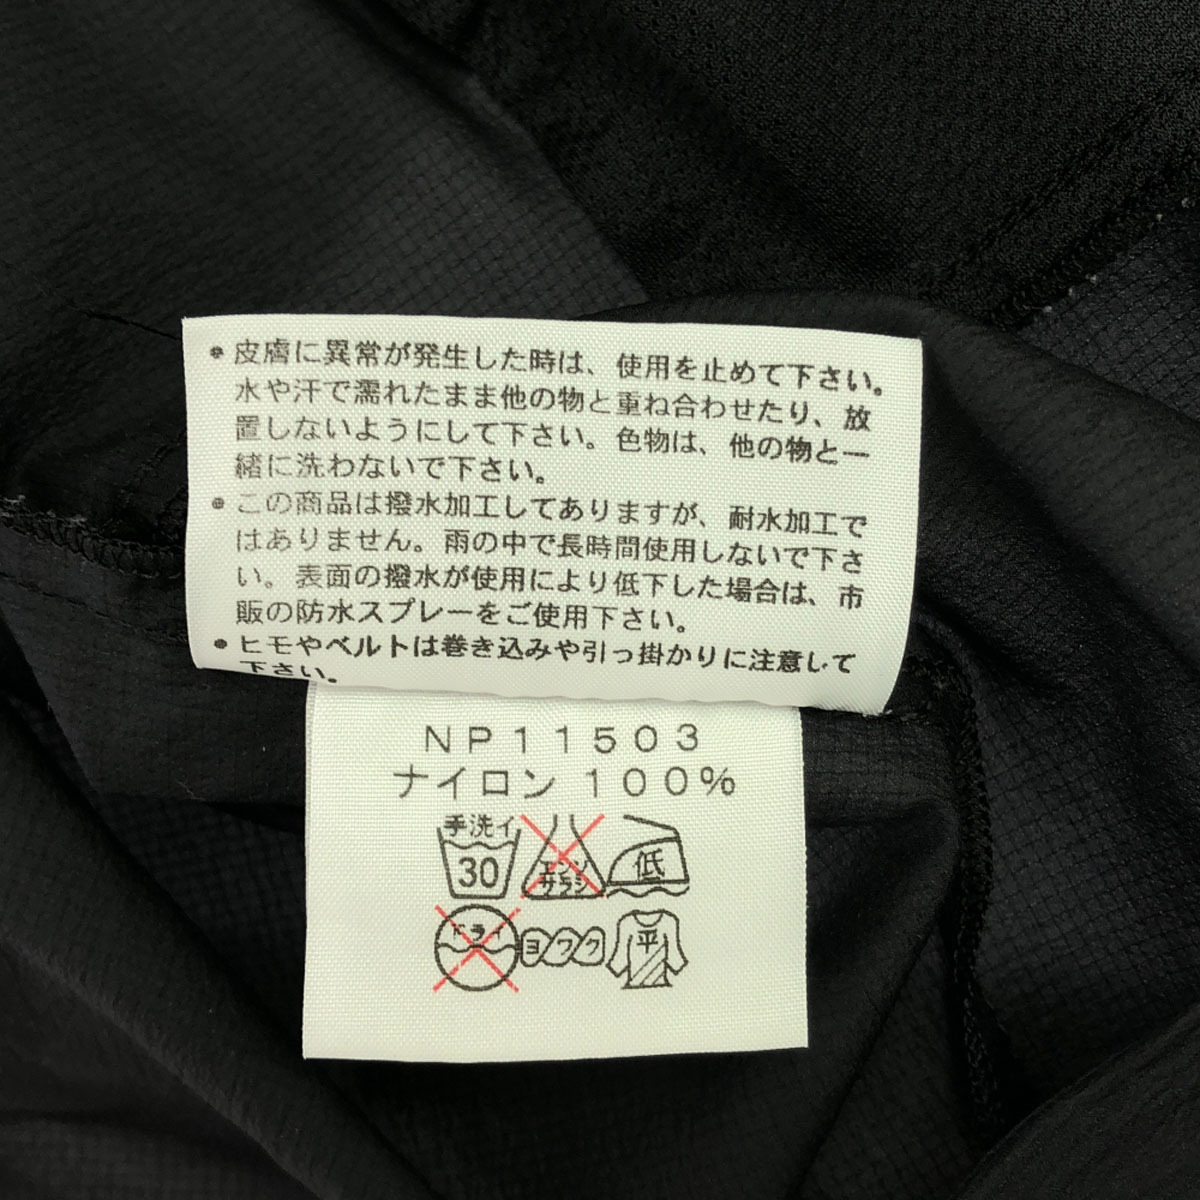 ・皮膚に異常が発生した時は、使用を止めて下さい。
水や汗で濡れたまま他の物と重ね合わせたり、放
置しないようにして下さい。色物は、他の物と一
緒に洗わないで下さい。
・この商品は撥水加工してありますが、耐水加工で
はありません。雨の中で長時間使用しないで下さ
い。表面の撥水が使用により低下した場合は、市
販の防水スプレーをご使用下さい。
・ヒモやベルトは巻き込みや引っ掛かりに注意して
下さい。
NP11503
ナイロン 100%
手洗イ
30
エンソ
サラシ
低
ドライ
ヨワク
平